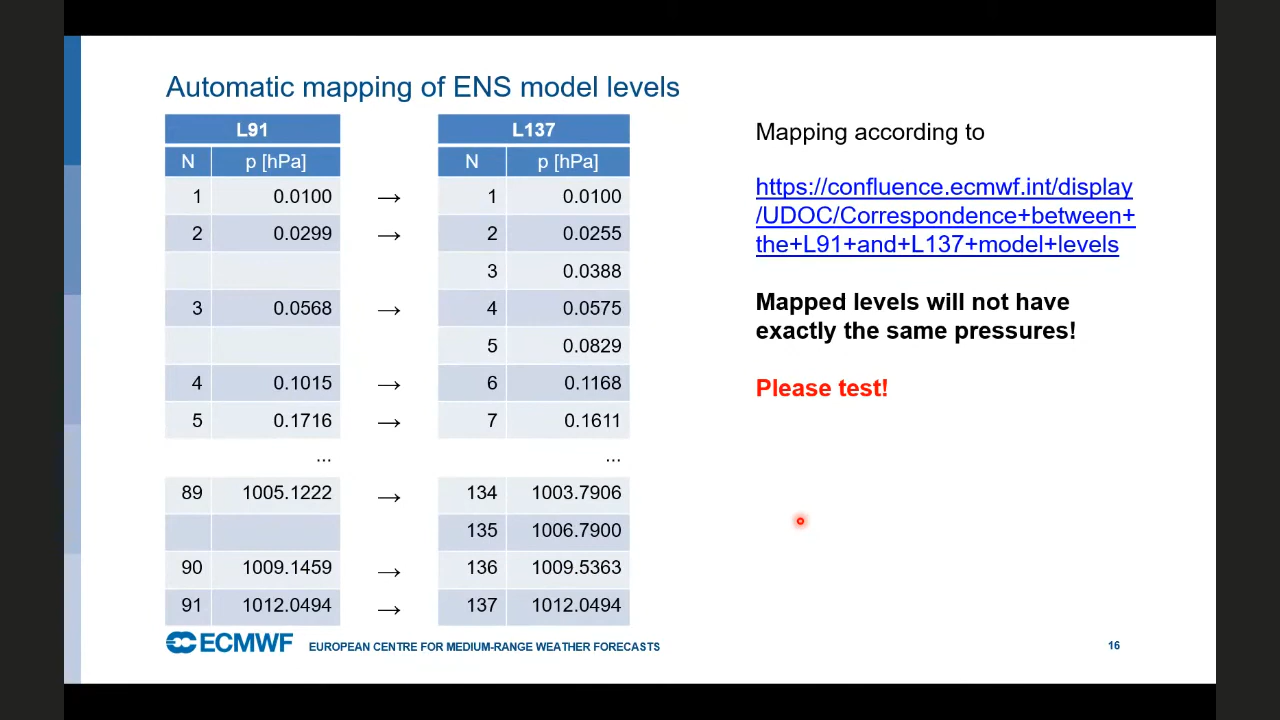 Automatic mapping of ENS model levels
L91
N p [hPa]
1 0.0100
2 0.0299
3 0.0568
4 0.1015
5 0.1716
...
89 1005.1222
90 1009.1459
91 1012.0494
→
→
→
→
→
→
→
→
L137
N p [hPa]
1 0.0100
2 0.0255
3 0.0388
4 0.0575
5 0.0829
6 0.1168
7 0.1611
...
134 1003.7906
135 1006.7900
136 1009.5363
137 1012.0494
Mapping according to
https://confluence.ecmwf.int/display
/UDOC/Correspondence+between+
the+L91+and+L137+model+levels
Mapped levels will not have
exactly the same pressures!
Please test!
ECMWF EUROPEAN CENTRE FOR MEDIUM-RANGE WEATHER FORECASTS
16